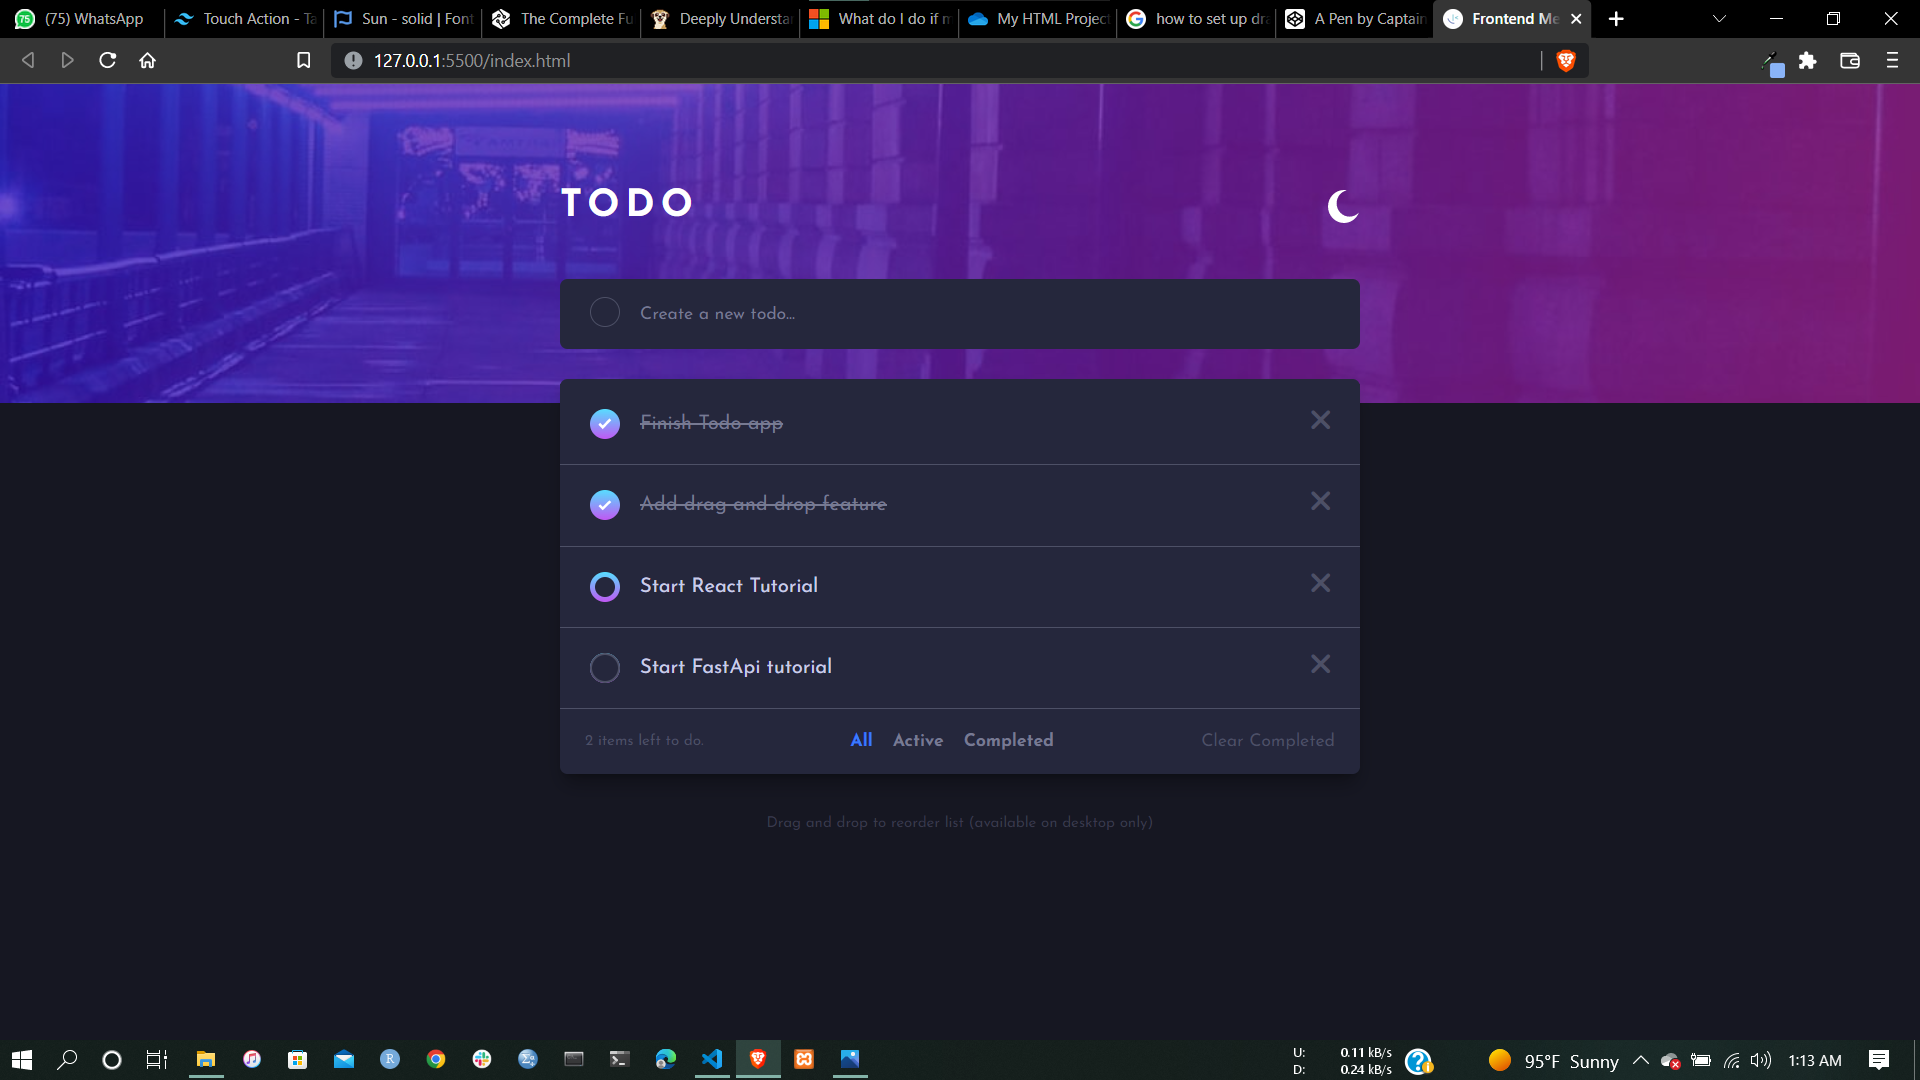 (75) WhatsApp
Touch Action - Ta
Sun - solid | Font
The Complete Fu
Deeply Understa
What do I do if m
My HTML Project
how to set up dra
A Pen by Captain
Frontend Me
127.0.0.1:5500/index.html
TODO
Create a new todo...
Finish Todo app
Add drag and drop feature
Start React Tutorial
Start FastApi tutorial
2 items left to do.
All Active Completed
Clear Completed
Drag and drop to reorder list (available on desktop only)
U: 0.11 kB/s
D: 0.24 kB/s
95°F Sunny
1:13 AM